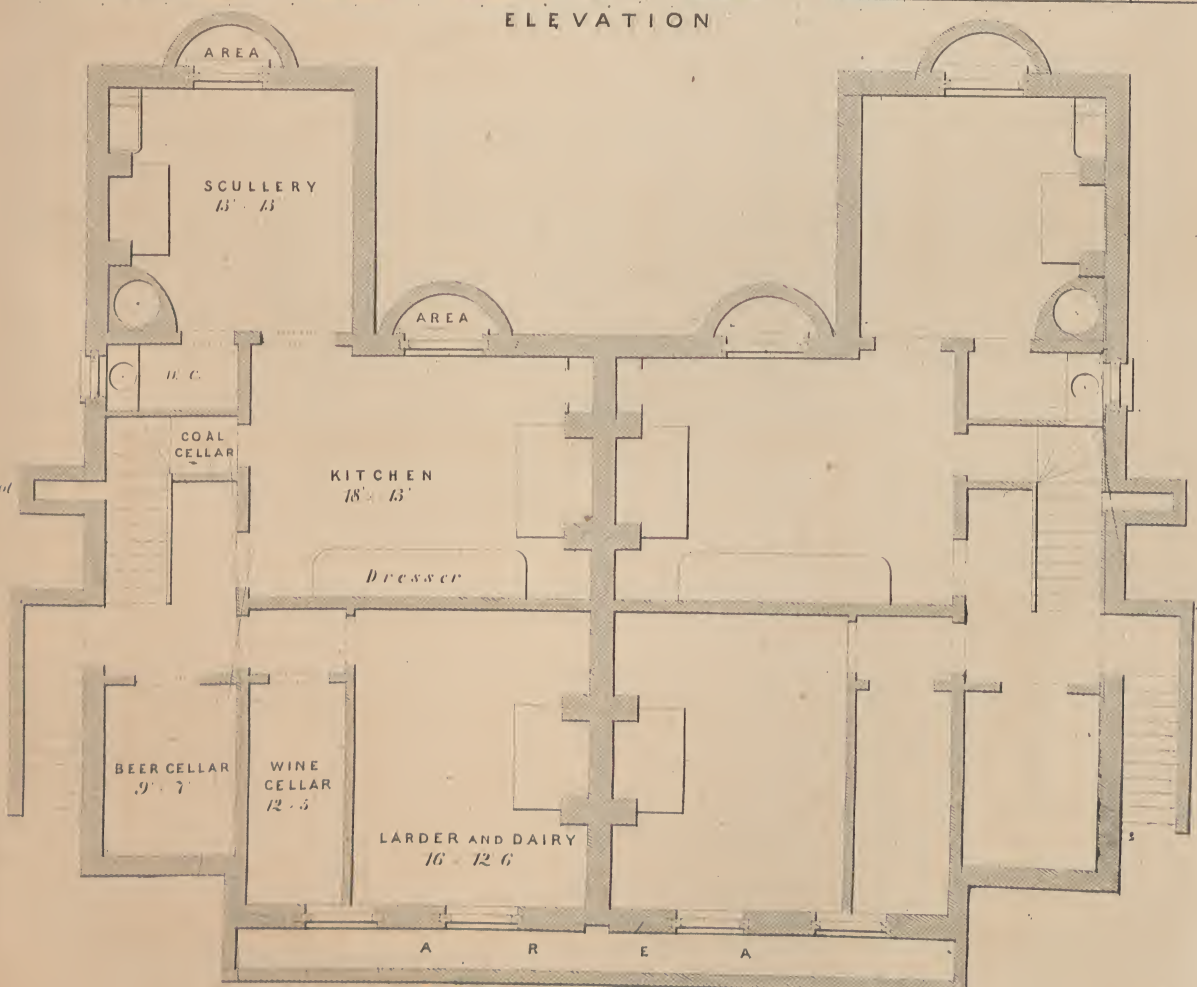 ELEVATION
AREA
SCULLERY
13' · 13'
AREA
W. C.
COAL
CELLAR
KITCHEN
18' · 13'
Dresser
BEER CELLAR
9' · 7'
WINE
CELLAR
12 · 5
LARDER AND DAIRY
16 · 12 6
AREA